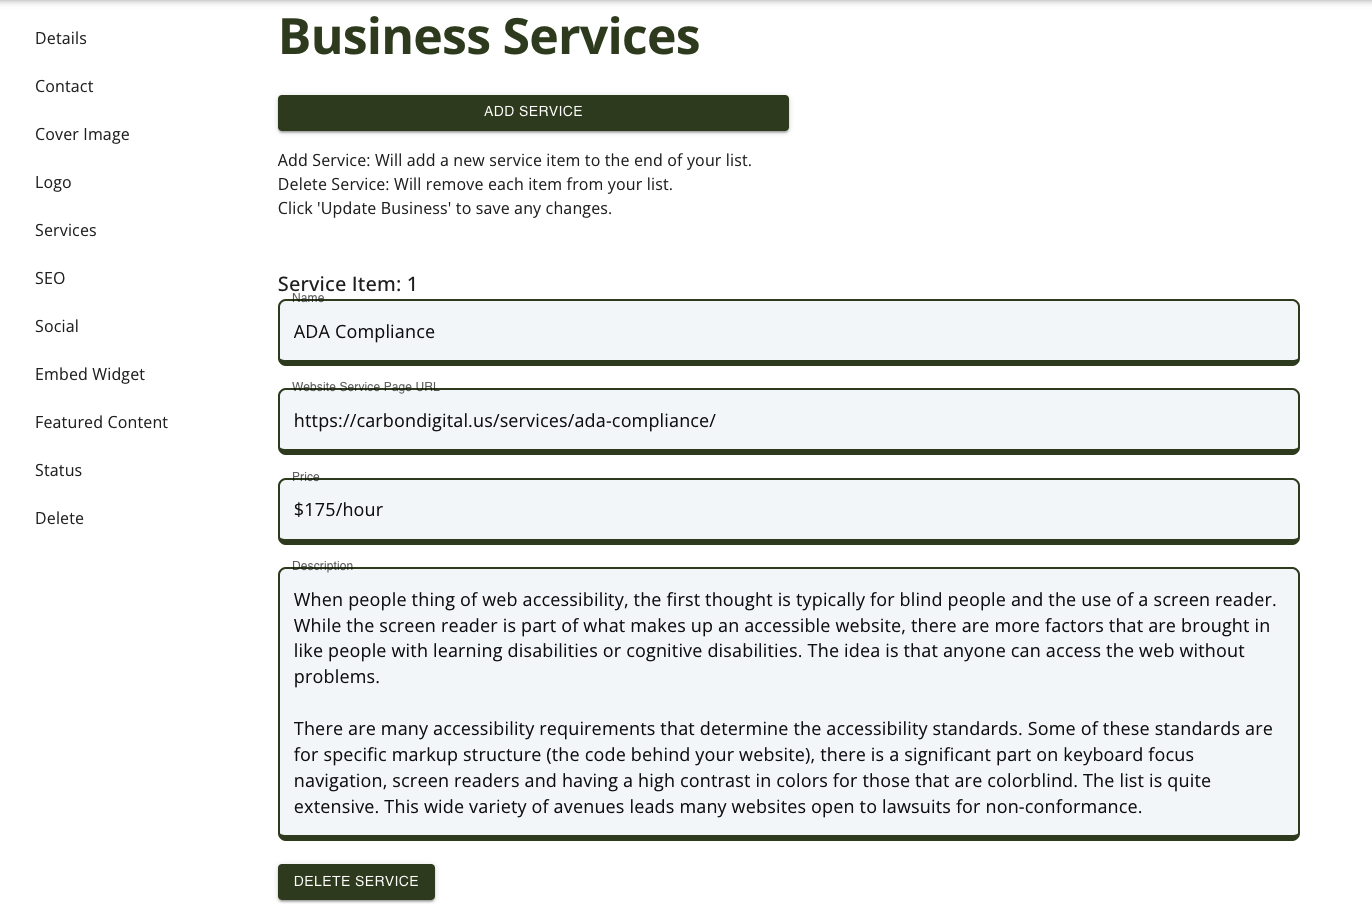 Details
Contact
Cover Image
Logo
Services
SEO
Social
Embed Widget
Featured Content
Status
Delete
Business Services
ADD SERVICE
Add Service: Will add a new service item to the end of your list.
Delete Service: Will remove each item from your list.
Click 'Update Business' to save any changes.
Service Item: 1
Name
ADA Compliance
Website Service Page URL
https://carbondigital.us/services/ada-compliance/
Price
$175/hour
Description
When people thing of web accessibility, the first thought is typically for blind people and the use of a screen reader.
While the screen reader is part of what makes up an accessible website, there are more factors that are brought in
like people with learning disabilities or cognitive disabilities. The idea is that anyone can access the web without
problems.
There are many accessibility requirements that determine the accessibility standards. Some of these standards are
for specific markup structure (the code behind your website), there is a significant part on keyboard focus
navigation, screen readers and having a high contrast in colors for those that are colorblind. The list is quite
extensive. This wide variety of avenues leads many websites open to lawsuits for non-conformance.
DELETE SERVICE